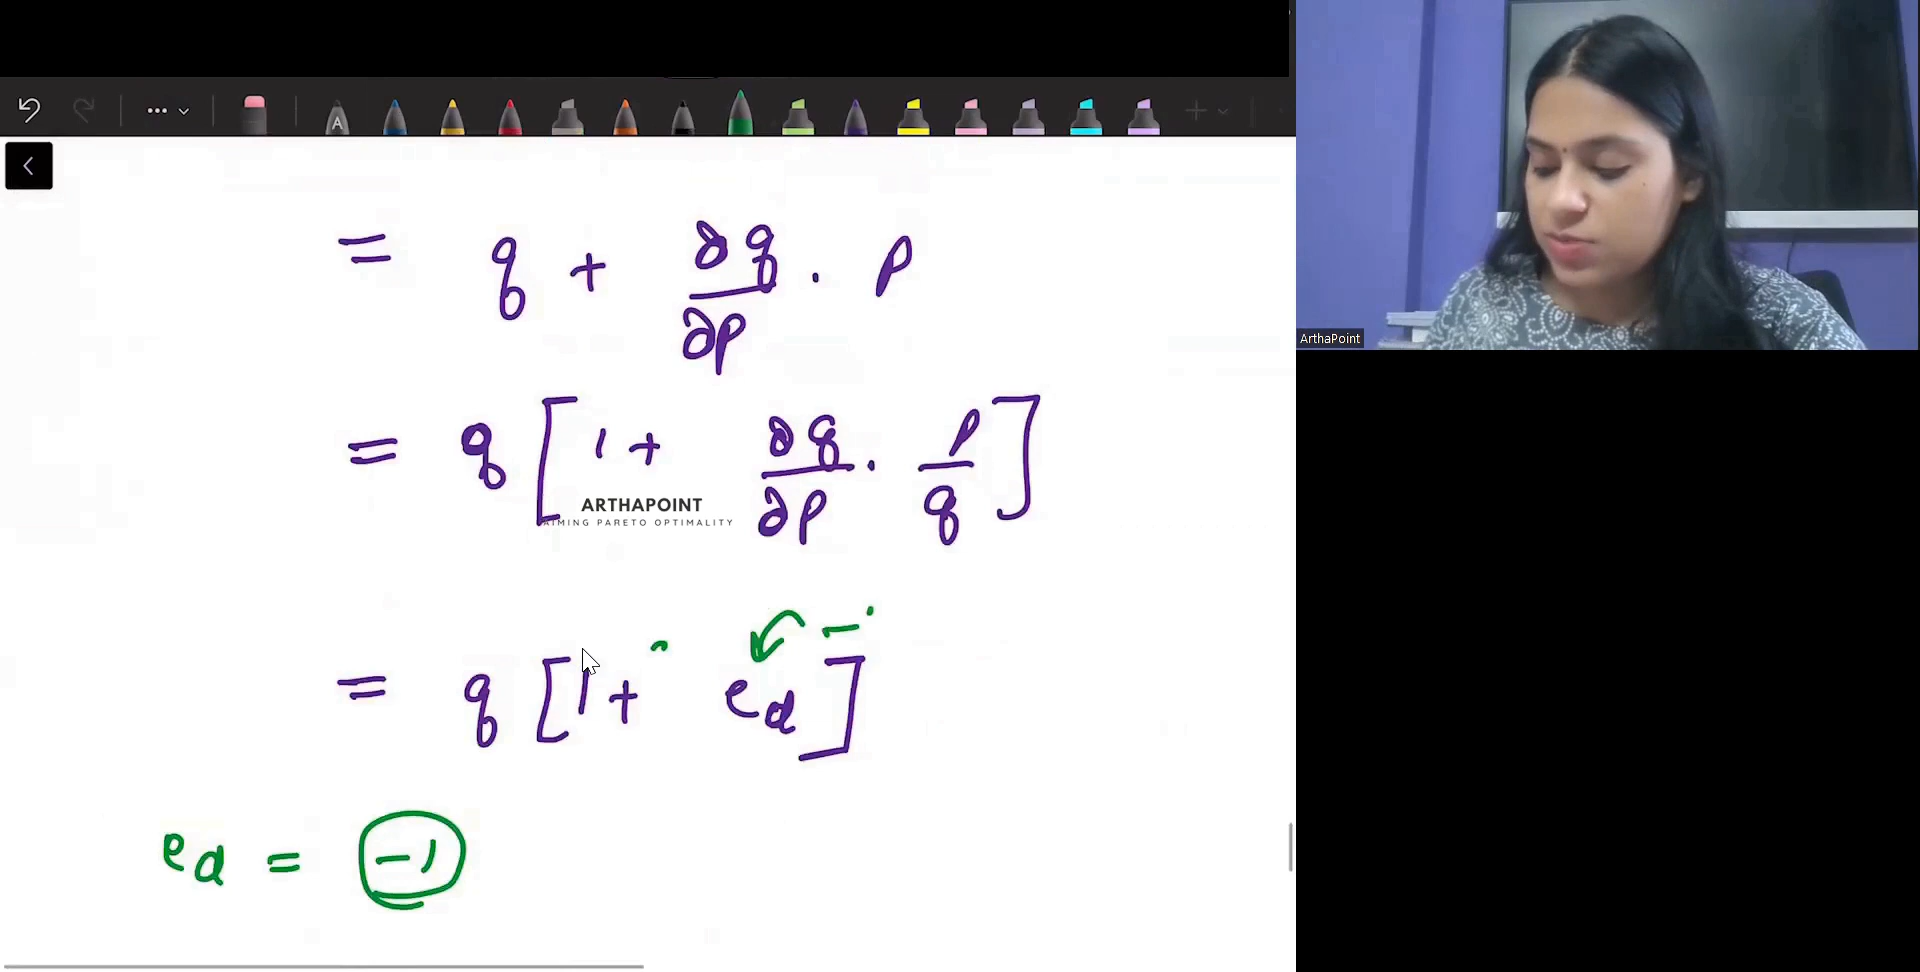 A
= q + ∂q/∂p . p
= q [ 1 + ∂q/∂p . p/q ]
ARTHAPOINT
AIMING PARETO OPTIMALITY
= q [ 1 + e_d ]
e_d = -1
ArthaPoint